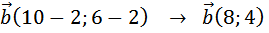 b⃗(10 − 2; 6 − 2) → b⃗(8; 4)